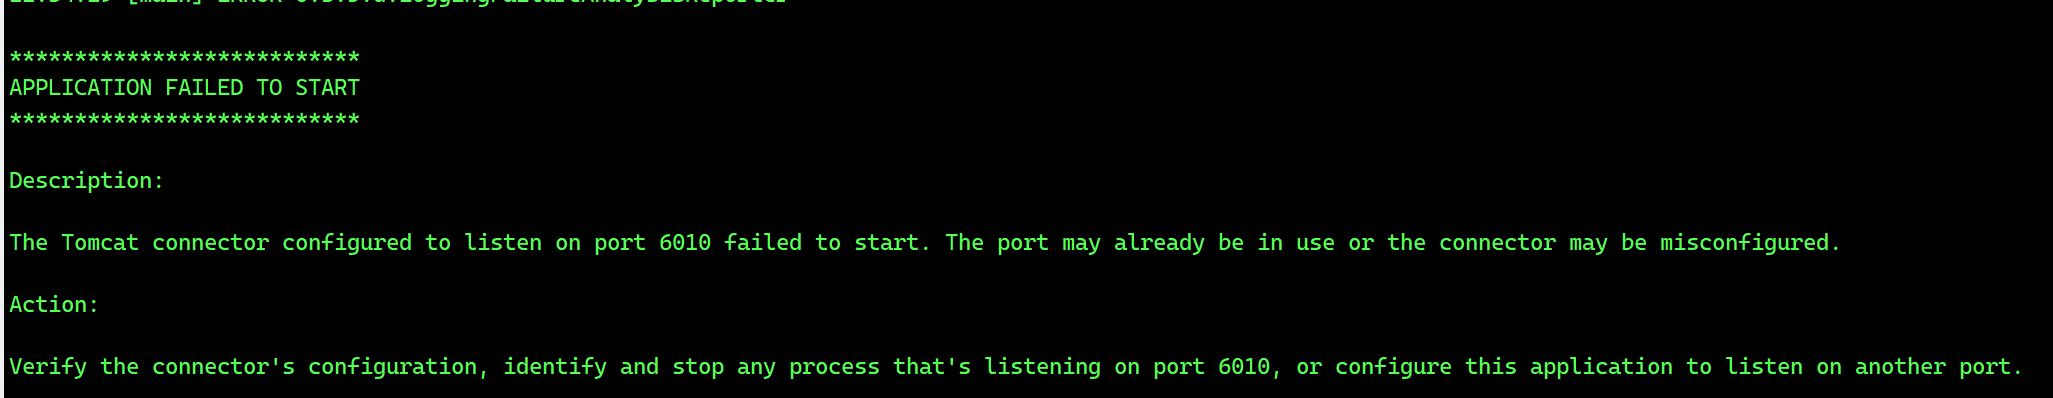 [main] ERROR
***************************
APPLICATION FAILED TO START
***************************
Description:
The Tomcat connector configured to listen on port 6010 failed to start. The port may already be in use or the connector may be misconfigured.
Action:
Verify the connector's configuration, identify and stop any process that's listening on port 6010, or configure this application to listen on another port.